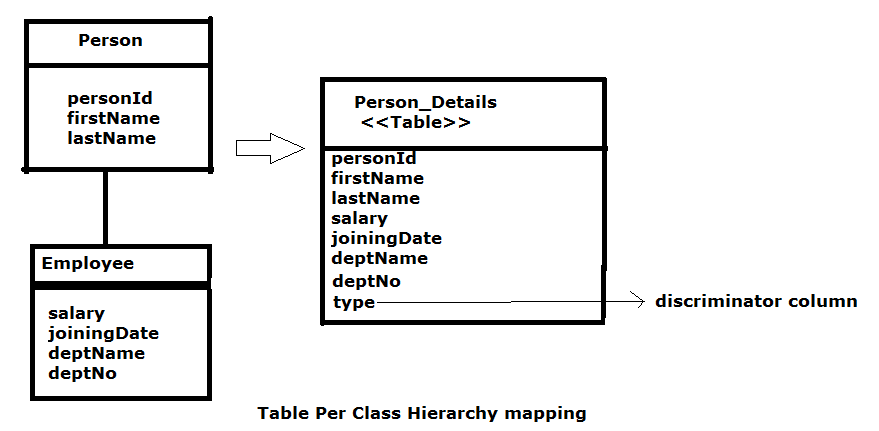 Person
personId
firstName
lastName
Employee
salary
joiningDate
deptName
deptNo
Person_Details
<<Table>>
personId
firstName
lastName
salary
joiningDate
deptName
deptNo
type
discriminator column
Table Per Class Hierarchy mapping